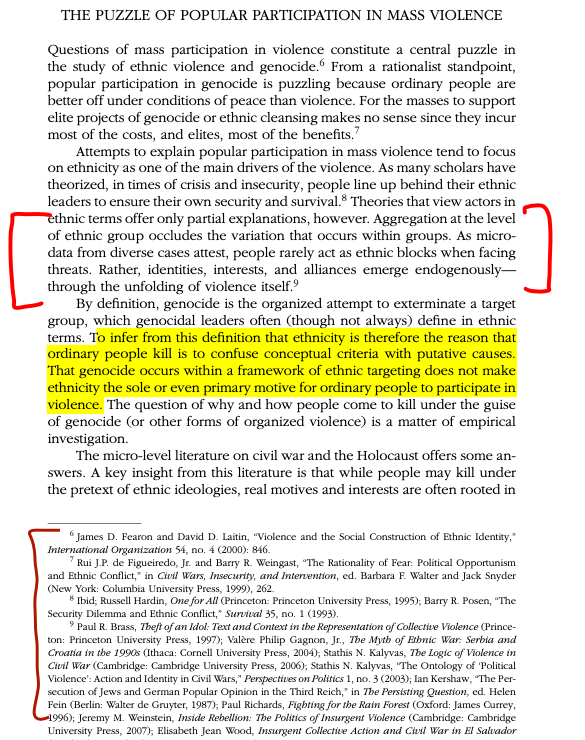 THE PUZZLE OF POPULAR PARTICIPATION IN MASS VIOLENCE
Questions of mass participation in violence constitute a central puzzle in
the study of ethnic violence and genocide.⁶ From a rationalist standpoint,
popular participation in genocide is puzzling because ordinary people are
better off under conditions of peace than violence. For the masses to support
elite projects of genocide or ethnic cleansing makes no sense since they incur
most of the costs, and elites, most of the benefits.⁷
Attempts to explain popular participation in mass violence tend to focus
on ethnicity as one of the main drivers of the violence. As many scholars have
theorized, in times of crisis and insecurity, people line up behind their ethnic
leaders to ensure their own security and survival.⁸ Theories that view actors in
ethnic terms offer only partial explanations, however. Aggregation at the level
of ethnic group occludes the variation that occurs within groups. As micro-
data from diverse cases attest, people rarely act as ethnic blocks when facing
threats. Rather, identities, interests, and alliances emerge endogenously—
through the unfolding of violence itself.⁹
By definition, genocide is the organized attempt to exterminate a target
group, which genocidal leaders often (though not always) define in ethnic
terms. To infer from this definition that ethnicity is therefore the reason that
ordinary people kill is to confuse conceptual criteria with putative causes.
That genocide occurs within a framework of ethnic targeting does not make
ethnicity the sole or even primary motive for ordinary people to participate in
violence. The question of why and how people come to kill under the guise
of genocide (or other forms of organized violence) is a matter of empirical
investigation.
The micro-level literature on civil war and the Holocaust offers some an-
swers. A key insight from this literature is that while people may kill under
the pretext of ethnic ideologies, real motives and interests are often rooted in
⁶ James D. Fearon and David D. Laitin, “Violence and the Social Construction of Ethnic Identity,”
International Organization 54, no. 4 (2000): 846.
⁷ Rui J.P. de Figueiredo, Jr. and Barry R. Weingast, “The Rationality of Fear: Political Opportunism
and Ethnic Conflict,” in Civil Wars, Insecurity, and Intervention, ed. Barbara F. Walter and Jack Snyder
(New York: Columbia University Press, 1999), 262.
⁸ Ibid; Russell Hardin, One for All (Princeton: Princeton University Press, 1995); Barry R. Posen, “The
Security Dilemma and Ethnic Conflict,” Survival 35, no. 1 (1993).
⁹ Paul R. Brass, Theft of an Idol: Text and Context in the Representation of Collective Violence (Prince-
ton: Princeton University Press, 1997); Valère Philip Gagnon, Jr., The Myth of Ethnic War: Serbia and
Croatia in the 1990s (Ithaca: Cornell University Press, 2004); Stathis N. Kalyvas, The Logic of Violence in
Civil War (Cambridge: Cambridge University Press, 2006); Stathis N. Kalyvas, “The Ontology of ‘Political
Violence’: Action and Identity in Civil Wars,” Perspectives on Politics 1, no. 3 (2003); Ian Kershaw, “The Per-
secution of Jews and German Popular Opinion in the Third Reich,” in The Persisting Question, ed. Helen
Fein (Berlin: Walter de Gruyter, 1987); Paul Richards, Fighting for the Rain Forest (Oxford: James Currey,
1996); Jeremy M. Weinstein, Inside Rebellion: The Politics of Insurgent Violence (Cambridge: Cambridge
University Press, 2007); Elisabeth Jean Wood, Insurgent Collective Action and Civil War in El Salvador